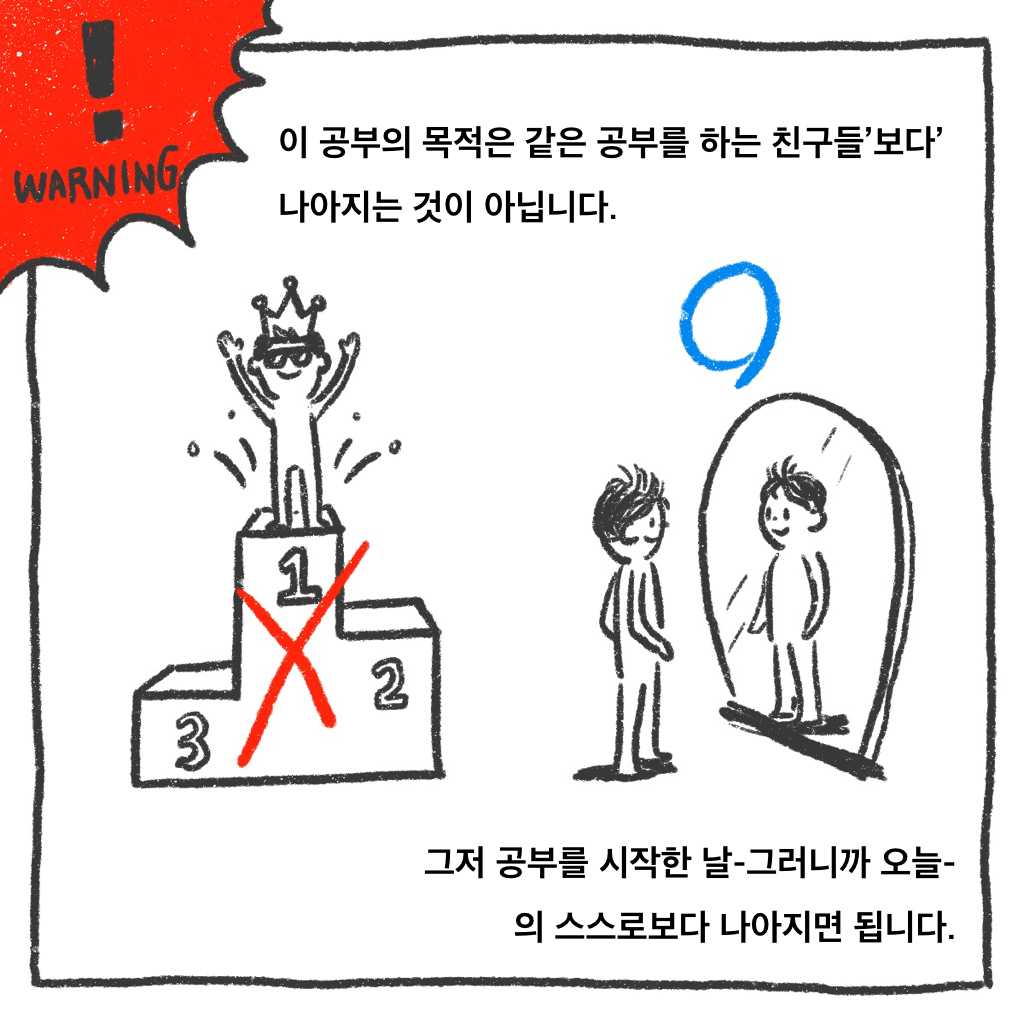 !
WARNING
이 공부의 목적은 같은 공부를 하는 친구들’보다’
나아지는 것이 아닙니다.
1
2
3
그저 공부를 시작한 날-그러니까 오늘-
의 스스로보다 나아지면 됩니다.